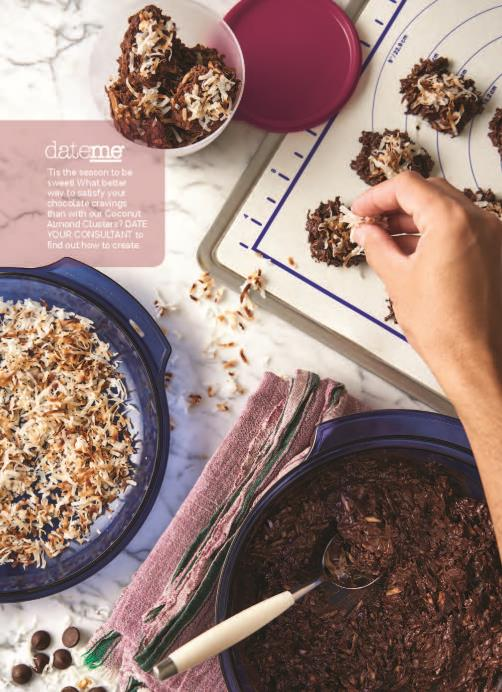 dateme
'Tis the season to be
sweet! What better
way to satisfy your
chocolate cravings
than with our Coconut
Almond Clusters? DATE
YOUR CONSULTANT to
find out how to create.